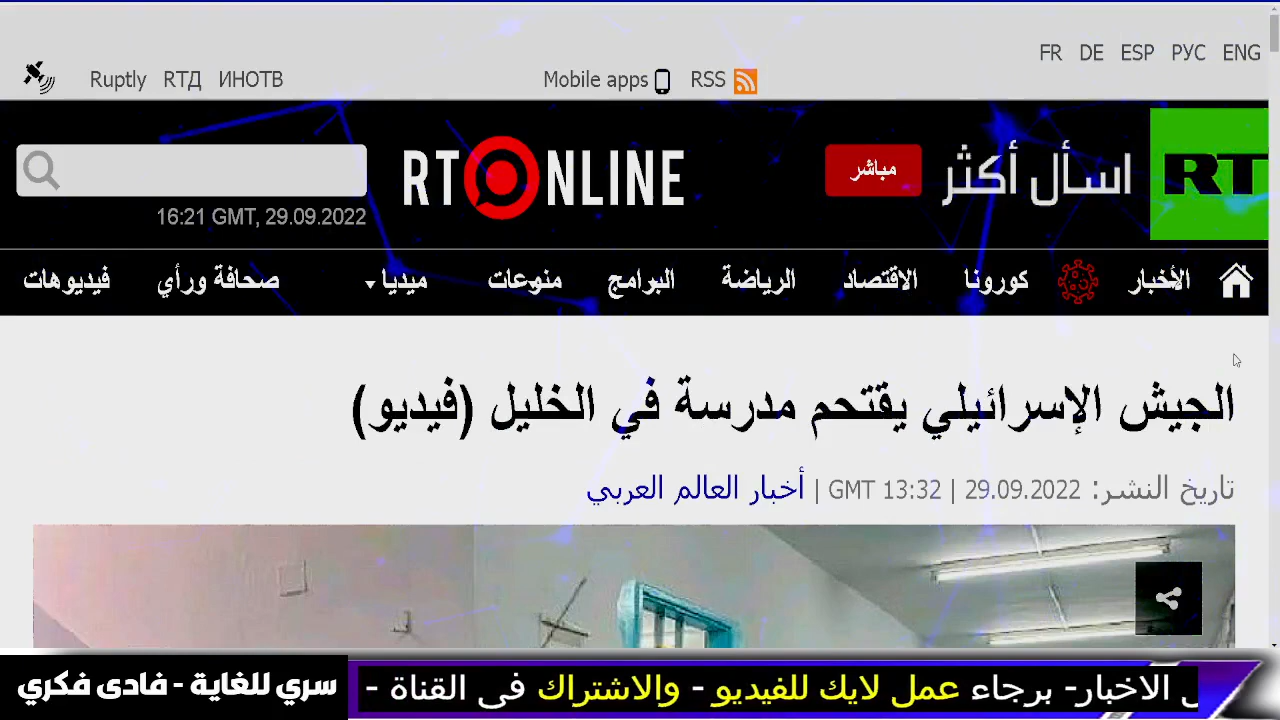 FR DE ESP РУС ENG
Ruptly RTД ИНОТВ Mobile apps RSS
RT ONLINE مباشر اسأل أكثر RT
16:21 GMT, 29.09.2022
الأخبار كورونا الاقتصاد الرياضة البرامج منوعات ميديا صحافة ورأي فيديوهات
الجيش الإسرائيلي يقتحم مدرسة في الخليل (فيديو)
تاريخ النشر: 29.09.2022 | 13:32 GMT | أخبار العالم العربي
الاخبار- برجاء عمل لايك للفيديو - والاشتراك فى القناة -
سري للغاية - فادى فكري